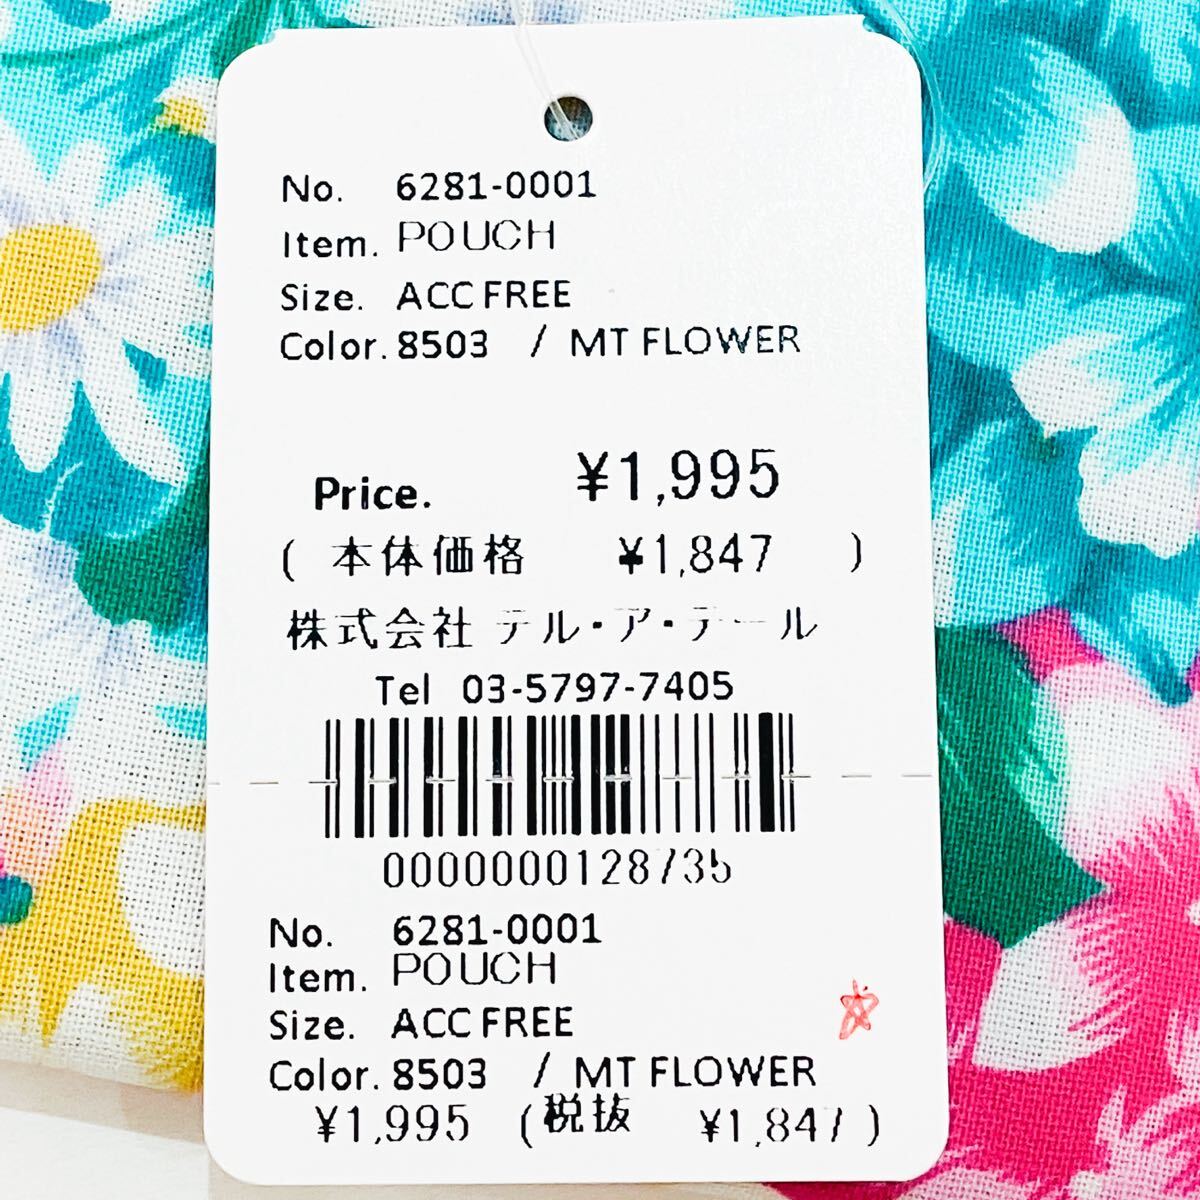 No. 6281-0001
Item. POUCH
Size. ACC FREE
Color. 8503 / MT FLOWER
Price. ¥1,995
( 本体価格 ¥1,847 )
株式会社 テル・ア・テール
Tel 03-5797-7405
0000000128735
No. 6281-0001
Item. POUCH
Size. ACC FREE
Color. 8503 / MT FLOWER
¥1,995 (税抜 ¥1,847)